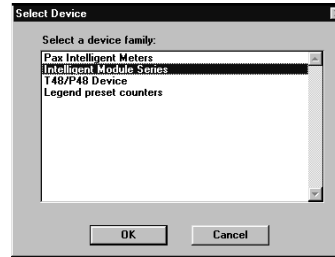 Select Device
Select a device family:
Pax Intelligent Meters
Intelligent Module Series
T48/P48 Device
Legend preset counters
OK
Cancel